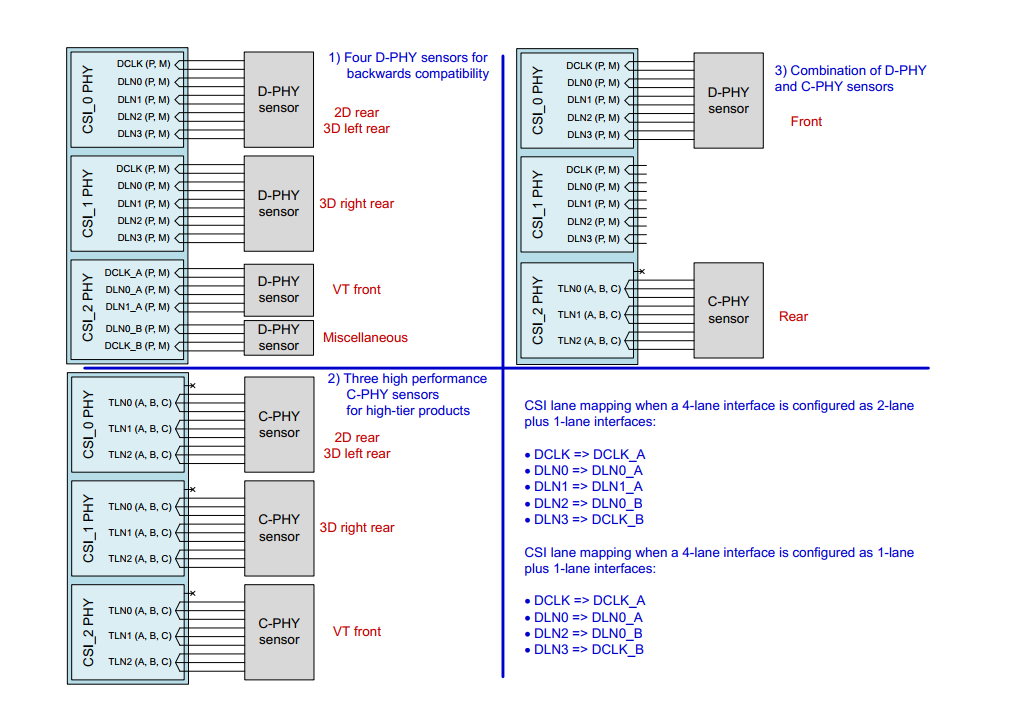 CSI_0 PHY
DCLK (P, M)
DLN0 (P, M)
DLN1 (P, M)
DLN2 (P, M)
DLN3 (P, M)
D-PHY
sensor
1) Four D-PHY sensors for
backwards compatibility
2D rear
3D left rear
CSI_1 PHY
DCLK (P, M)
DLN0 (P, M)
DLN1 (P, M)
DLN2 (P, M)
DLN3 (P, M)
D-PHY
sensor
3D right rear
CSI_2 PHY
DCLK_A (P, M)
DLN0_A (P, M)
DLN1_A (P, M)
DLN0_B (P, M)
DCLK_B (P, M)
D-PHY
sensor
VT front
D-PHY
sensor
Miscellaneous
CSI_0 PHY
DCLK (P, M)
DLN0 (P, M)
DLN1 (P, M)
DLN2 (P, M)
DLN3 (P, M)
D-PHY
sensor
3) Combination of D-PHY
and C-PHY sensors
Front
CSI_1 PHY
DCLK (P, M)
DLN0 (P, M)
DLN1 (P, M)
DLN2 (P, M)
DLN3 (P, M)
CSI_2 PHY
TLN0 (A, B, C)
TLN1 (A, B, C)
TLN2 (A, B, C)
C-PHY
sensor
Rear
CSI_0 PHY
TLN0 (A, B, C)
TLN1 (A, B, C)
TLN2 (A, B, C)
C-PHY
sensor
2) Three high performance
C-PHY sensors
for high-tier products
2D rear
3D left rear
CSI_1 PHY
TLN0 (A, B, C)
TLN1 (A, B, C)
TLN2 (A, B, C)
C-PHY
sensor
3D right rear
CSI_2 PHY
TLN0 (A, B, C)
TLN1 (A, B, C)
TLN2 (A, B, C)
C-PHY
sensor
VT front
CSI lane mapping when a 4-lane interface is configured as 2-lane
plus 1-lane interfaces:
• DCLK => DCLK_A
• DLN0 => DLN0_A
• DLN1 => DLN1_A
• DLN2 => DLN0_B
• DLN3 => DCLK_B
CSI lane mapping when a 4-lane interface is configured as 1-lane
plus 1-lane interfaces:
• DCLK => DCLK_A
• DLN0 => DLN0_A
• DLN2 => DLN0_B
• DLN3 => DCLK_B